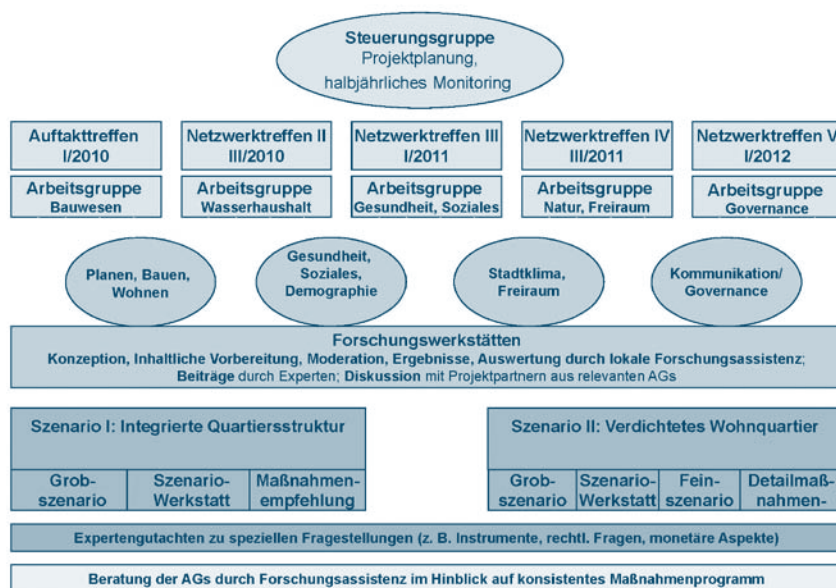 Steuerungsgruppe
Projektplanung,
halbjährliches Monitoring
Auftakttreffen
I/2010
Netzwerktreffen II
III/2010
Netzwerktreffen III
I/2011
Netzwerktreffen IV
III/2011
Netzwerktreffen V
I/2012
Arbeitsgruppe
Bauwesen
Arbeitsgruppe
Wasserhaushalt
Arbeitsgruppe
Gesundheit, Soziales
Arbeitsgruppe
Natur, Freiraum
Arbeitsgruppe
Governance
Planen, Bauen,
Wohnen
Gesundheit,
Soziales,
Demographie
Stadtklima,
Freiraum
Kommunikation/
Governance
Forschungswerkstätten
Konzeption, Inhaltliche Vorbereitung, Moderation, Ergebnisse, Auswertung durch lokale Forschungsassistenz;
Beiträge durch Experten; Diskussion mit Projektpartnern aus relevanten AGs
Szenario I: Integrierte Quartiersstruktur
Grob-
szenario
Szenario-
Werkstatt
Maßnahmen-
empfehlung
Szenario II: Verdichtetes Wohnquartier
Grob-
szenario
Szenario-
Werkstatt
Fein-
szenario
Detailmaß-
nahmen-
Expertengutachten zu speziellen Fragestellungen (z. B. Instrumente, rechtl. Fragen, monetäre Aspekte)
Beratung der AGs durch Forschungsassistenz im Hinblick auf konsistentes Maßnahmenprogramm